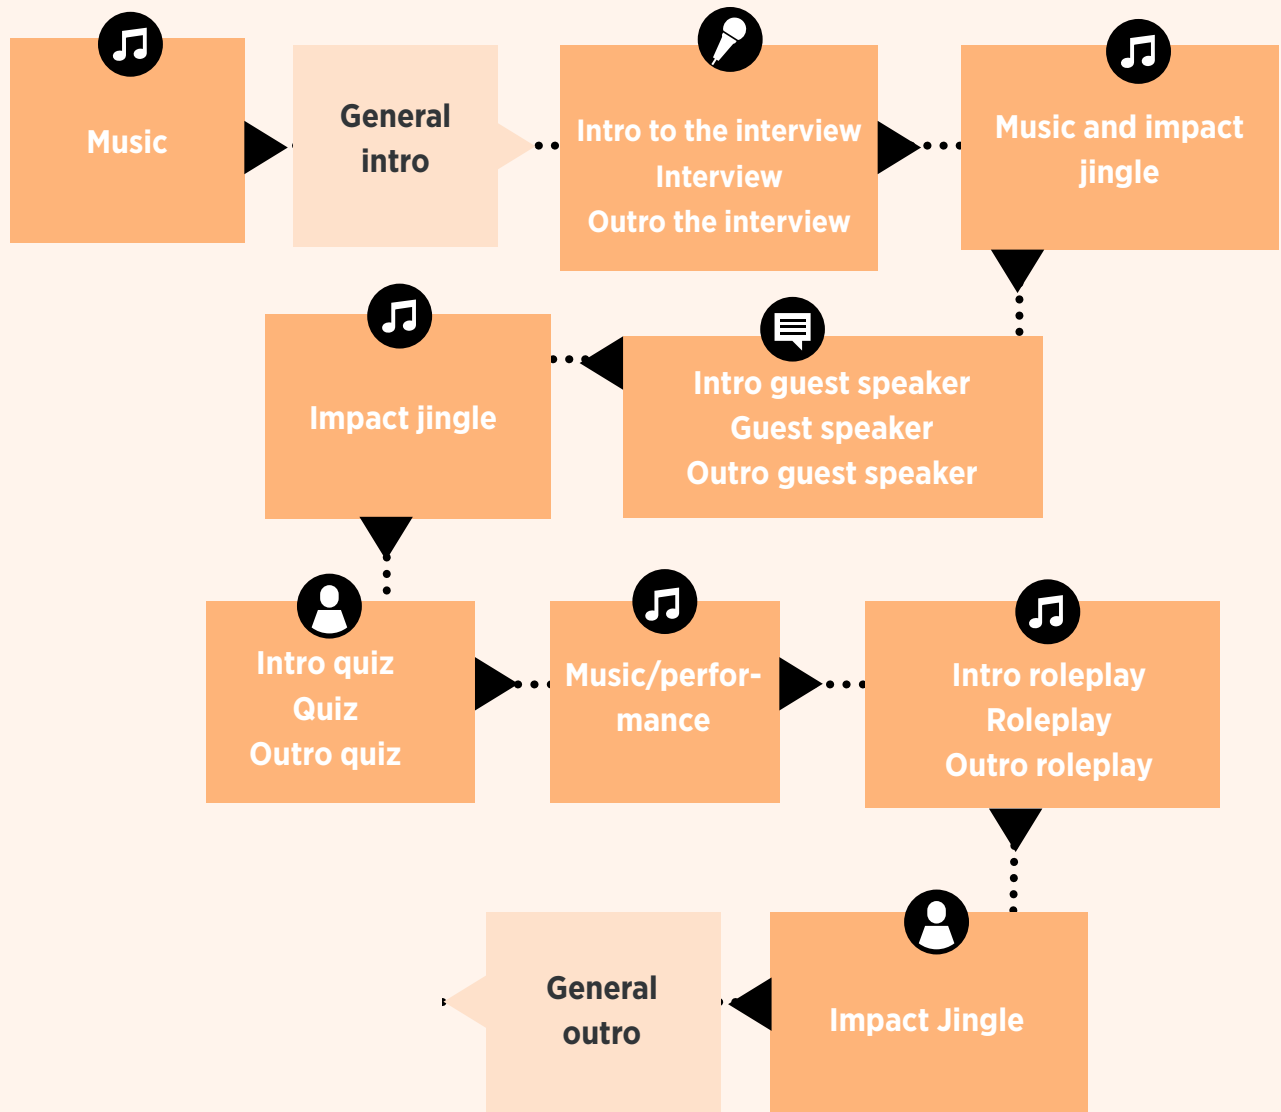 Music
General
intro
Intro to the interview
Interview
Outro the interview
Music and impact
jingle
Intro guest speaker
Guest speaker
Outro guest speaker
Impact jingle
Intro quiz
Quiz
Outro quiz
Music/perfor-
mance
Intro roleplay
Roleplay
Outro roleplay
Impact Jingle
General
outro